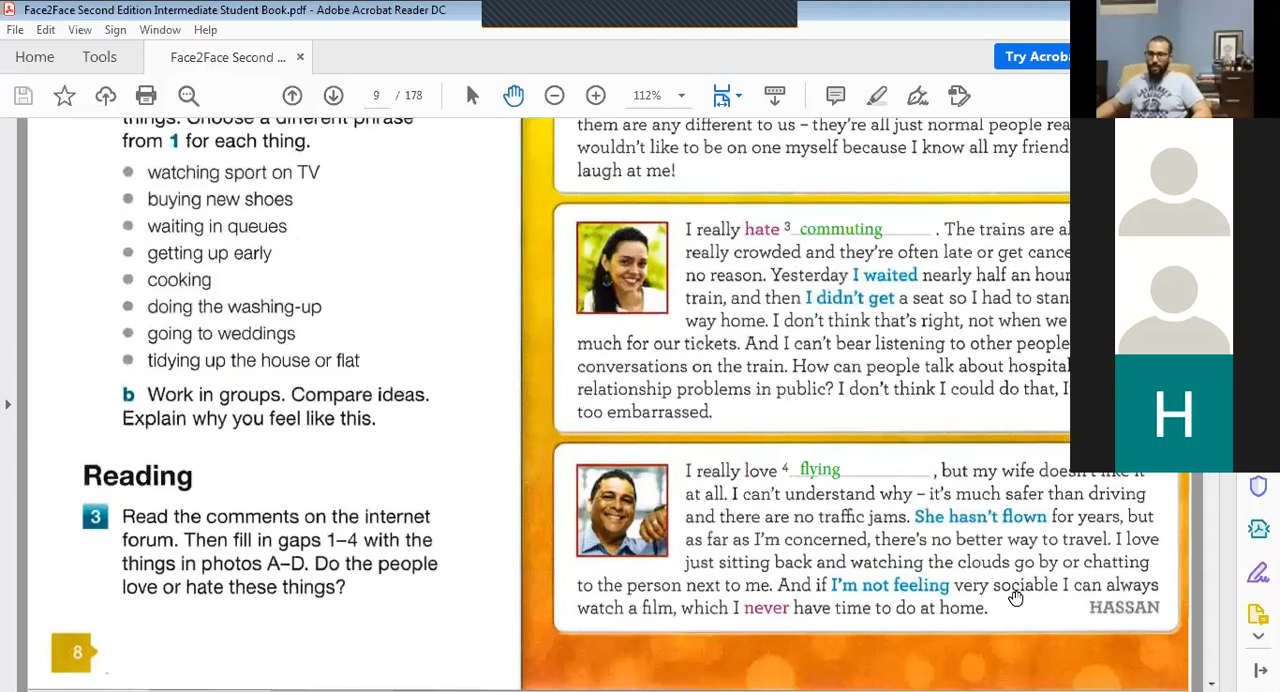 Face2Face Second Edition Intermediate Student Book.pdf - Adobe Acrobat Reader DC
File Edit View Sign Window Help
Home Tools Face2Face Second ... × Try Acroba
9 / 178 112%
things. Choose a different phrase
from 1 for each thing.
watching sport on TV
buying new shoes
waiting in queues
getting up early
cooking
doing the washing-up
going to weddings
tidying up the house or flat
b Work in groups. Compare ideas.
Explain why you feel like this.
Reading
3 Read the comments on the internet
forum. Then fill in gaps 1–4 with the
things in photos A–D. Do the people
love or hate these things?
8
them are any different to us – they're all just normal people rea
wouldn't like to be on one myself because I know all my friend
laugh at me!
I really hate 3 commuting . The trains are al
really crowded and they're often late or get cance
no reason. Yesterday I waited nearly half an hour
train, and then I didn't get a seat so I had to stan
way home. I don't think that's right, not when we
much for our tickets. And I can't bear listening to other people
conversations on the train. How can people talk about hospital
relationship problems in public? I don't think I could do that, I
too embarrassed.
I really love 4 flying , but my wife doesn't like it
at all. I can't understand why – it's much safer than driving
and there are no traffic jams. She hasn't flown for years, but
as far as I'm concerned, there's no better way to travel. I love
just sitting back and watching the clouds go by or chatting
to the person next to me. And if I'm not feeling very sociable I can always
watch a film, which I never have time to do at home.
HASSAN
H